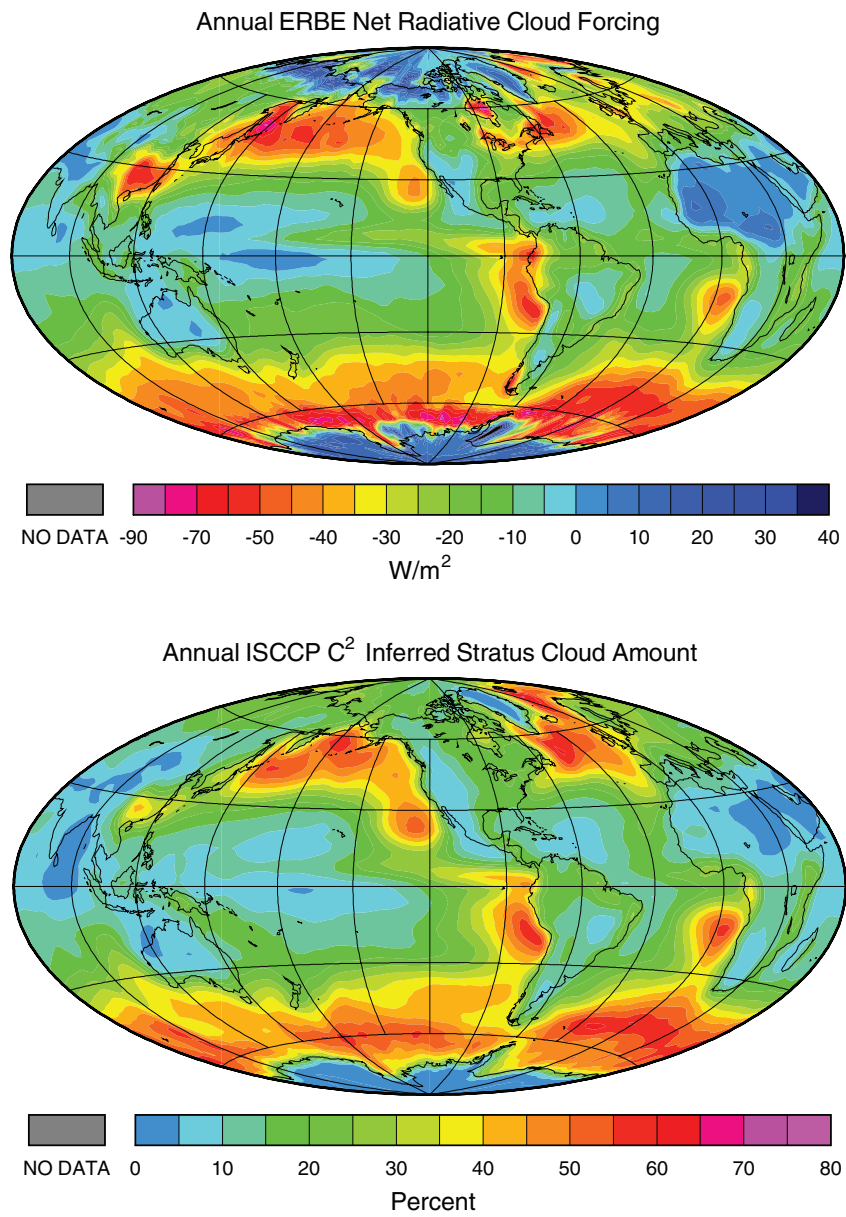 Annual ERBE Net Radiative Cloud Forcing
NO DATA -90 -70 -50 -40 -30 -20 -10 0 10 20 30 40
W/m²
Annual ISCCP C² Inferred Stratus Cloud Amount
NO DATA 0 10 20 30 40 50 60 70 80
Percent